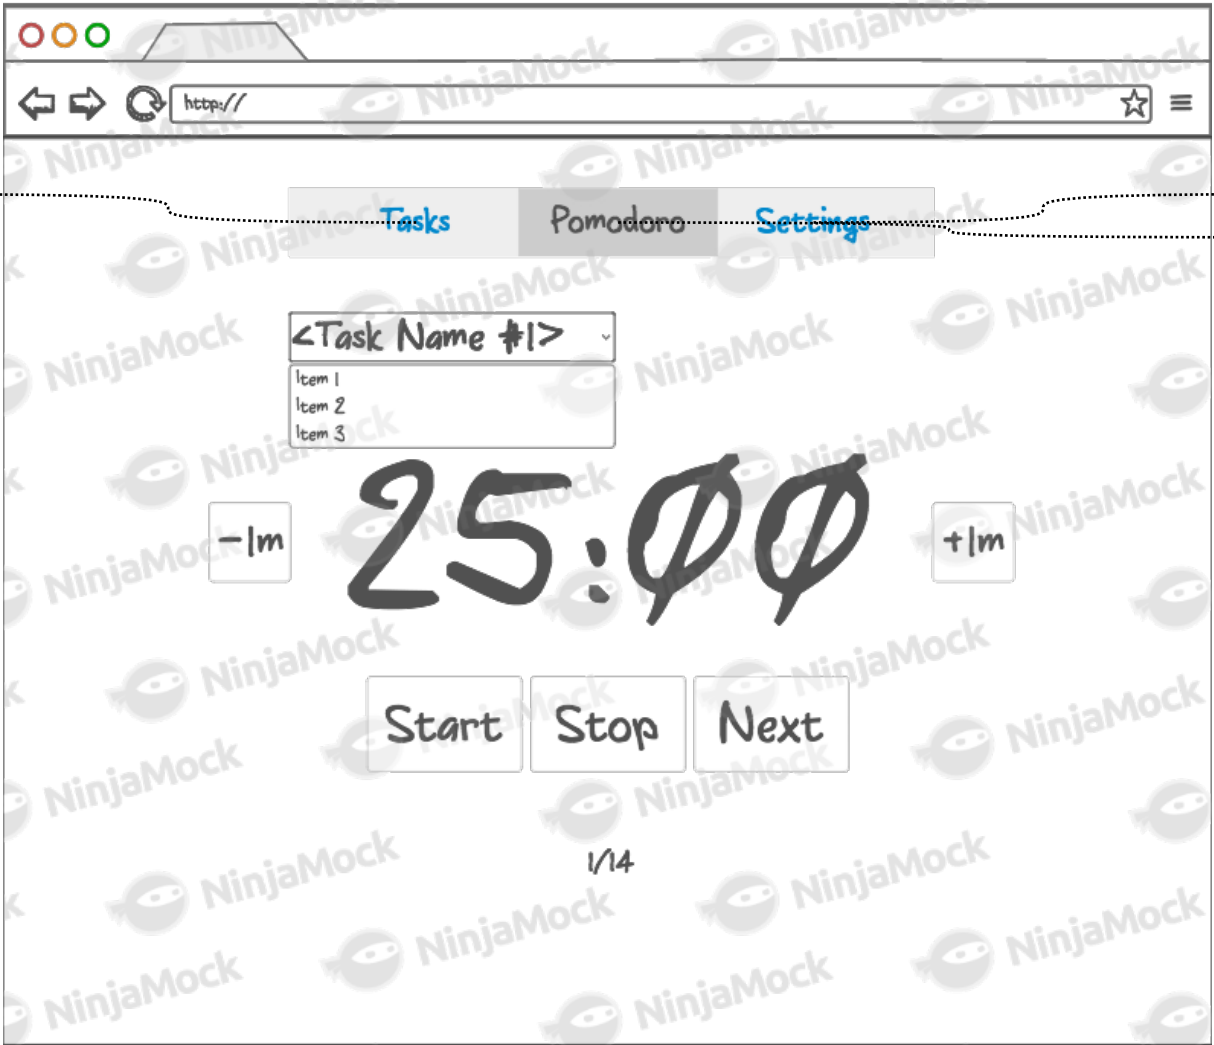 http://
Tasks Pomodoro Settings
<Task Name #1>
Item 1
Item 2
Item 3
-1m 25:00 +1m
Start Stop Next
1/14
NinjaMock